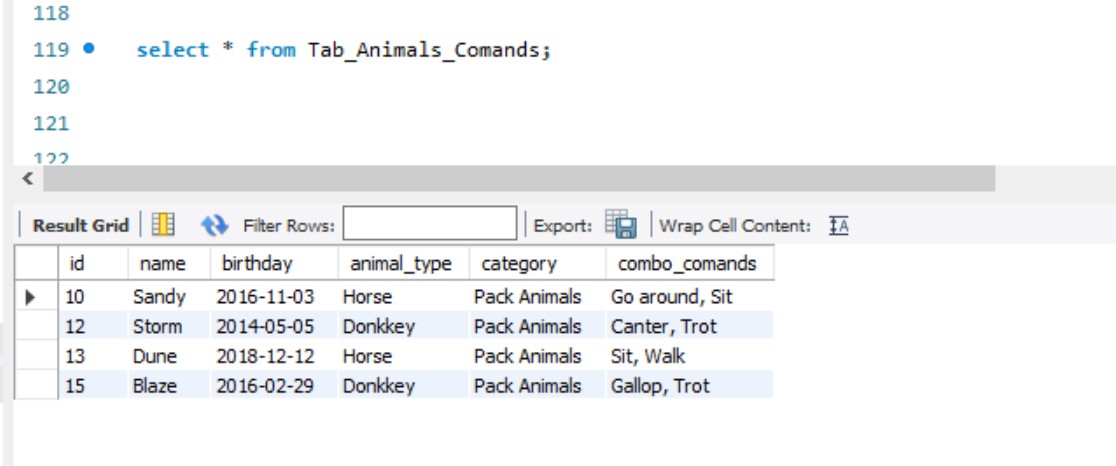 118
119 select * from Tab_Animals_Comands;
120
121
122
Result Grid Filter Rows: Export: Wrap Cell Content: IA
id name birthday animal_type category combo_comands
10 Sandy 2016-11-03 Horse Pack Animals Go around, Sit
12 Storm 2014-05-05 Donkkey Pack Animals Canter, Trot
13 Dune 2018-12-12 Horse Pack Animals Sit, Walk
15 Blaze 2016-02-29 Donkkey Pack Animals Gallop, Trot